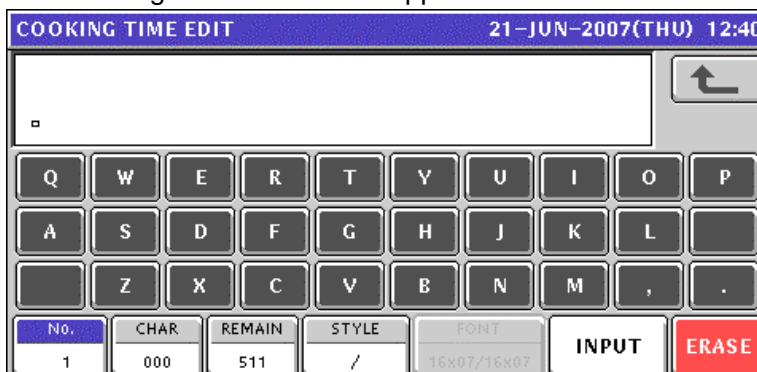 COOKING TIME EDIT 21-JUN-2007(THU) 12:40
Q W E R T Y U I O P
A S D F G H J K L
Z X C V B N M , .
No. CHAR REMAIN STYLE FONT INPUT ERASE
1 000 511 / 16x07/16x07